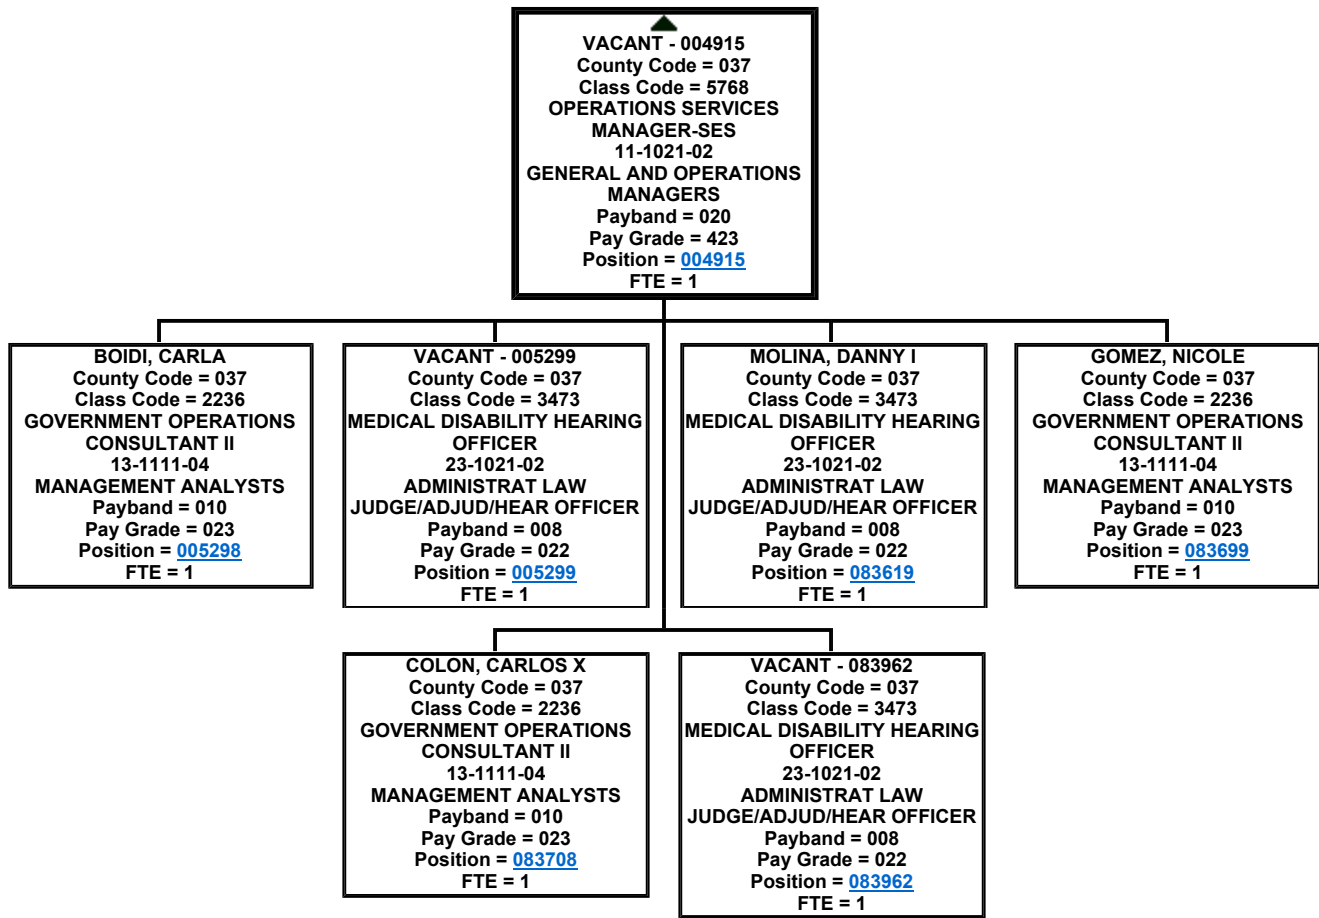 VACANT - 004915
County Code = 037
Class Code = 5768
OPERATIONS SERVICES
MANAGER-SES
11-1021-02
GENERAL AND OPERATIONS
MANAGERS
Payband = 020
Pay Grade = 423
Position = 004915
FTE = 1
BOIDI, CARLA
County Code = 037
Class Code = 2236
GOVERNMENT OPERATIONS
CONSULTANT II
13-1111-04
MANAGEMENT ANALYSTS
Payband = 010
Pay Grade = 023
Position = 005298
FTE = 1
VACANT - 005299
County Code = 037
Class Code = 3473
MEDICAL DISABILITY HEARING
OFFICER
23-1021-02
ADMINISTRAT LAW
JUDGE/ADJUD/HEAR OFFICER
Payband = 008
Pay Grade = 022
Position = 005299
FTE = 1
MOLINA, DANNY I
County Code = 037
Class Code = 3473
MEDICAL DISABILITY HEARING
OFFICER
23-1021-02
ADMINISTRAT LAW
JUDGE/ADJUD/HEAR OFFICER
Payband = 008
Pay Grade = 022
Position = 083619
FTE = 1
GOMEZ, NICOLE
County Code = 037
Class Code = 2236
GOVERNMENT OPERATIONS
CONSULTANT II
13-1111-04
MANAGEMENT ANALYSTS
Payband = 010
Pay Grade = 023
Position = 083699
FTE = 1
COLON, CARLOS X
County Code = 037
Class Code = 2236
GOVERNMENT OPERATIONS
CONSULTANT II
13-1111-04
MANAGEMENT ANALYSTS
Payband = 010
Pay Grade = 023
Position = 083708
FTE = 1
VACANT - 083962
County Code = 037
Class Code = 3473
MEDICAL DISABILITY HEARING
OFFICER
23-1021-02
ADMINISTRAT LAW
JUDGE/ADJUD/HEAR OFFICER
Payband = 008
Pay Grade = 022
Position = 083962
FTE = 1